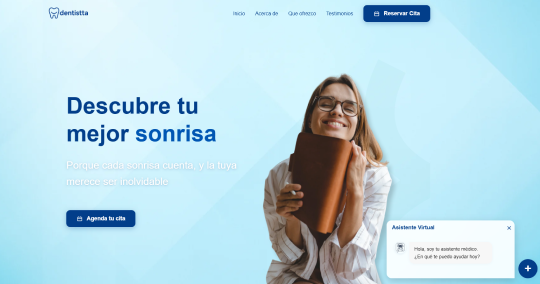 dentistta
Inicio
Acerca de
Que ofrezco
Testimonios
Reservar Cita
Descubre tu
mejor sonrisa
Porque cada sonrisa cuenta, y la tuya
merece ser inolvidable
Agenda tu cita
Asistente Virtual
Hola, soy tu asistente médico.
¿En qué te puedo ayudar hoy?